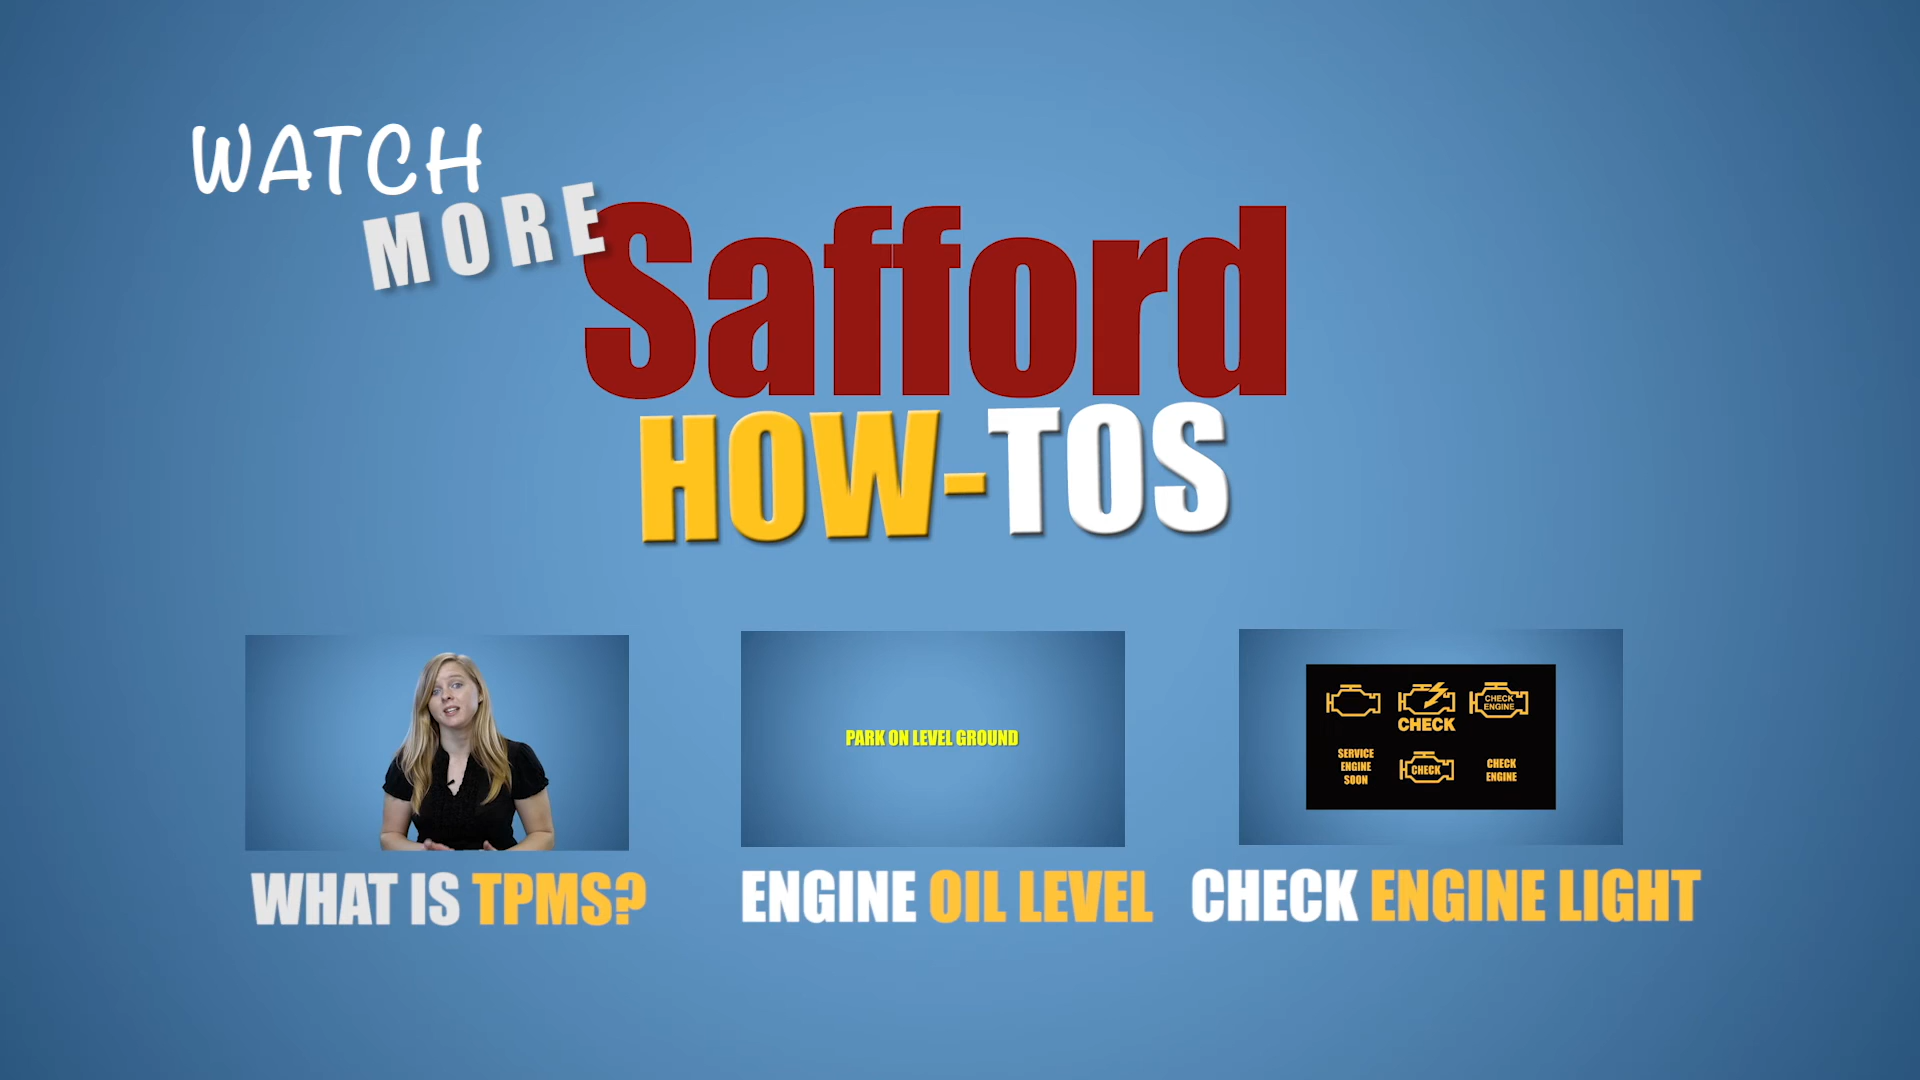 WATCH
MORE
Safford
HOW-TOS
PARK ON LEVEL GROUND
CHECK
CHECK
ENGINE
SERVICE
ENGINE
SOON
CHECK
CHECK
ENGINE
WHAT IS TPMS?
ENGINE OIL LEVEL
CHECK ENGINE LIGHT